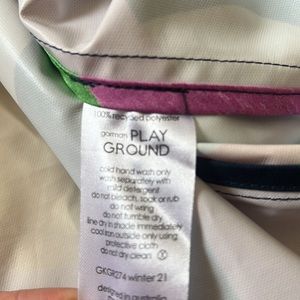 100% recycled polyester
gorman PLAY
GROUND
cold hand wash only
wash separately with
mild detergent
do not bleach, soak or rub
do not wring
do not tumble dry
line dry in shade immediately
cool iron outside only using
protective cloth
do not dry clean
GKGR274 winter 21
designed in australia